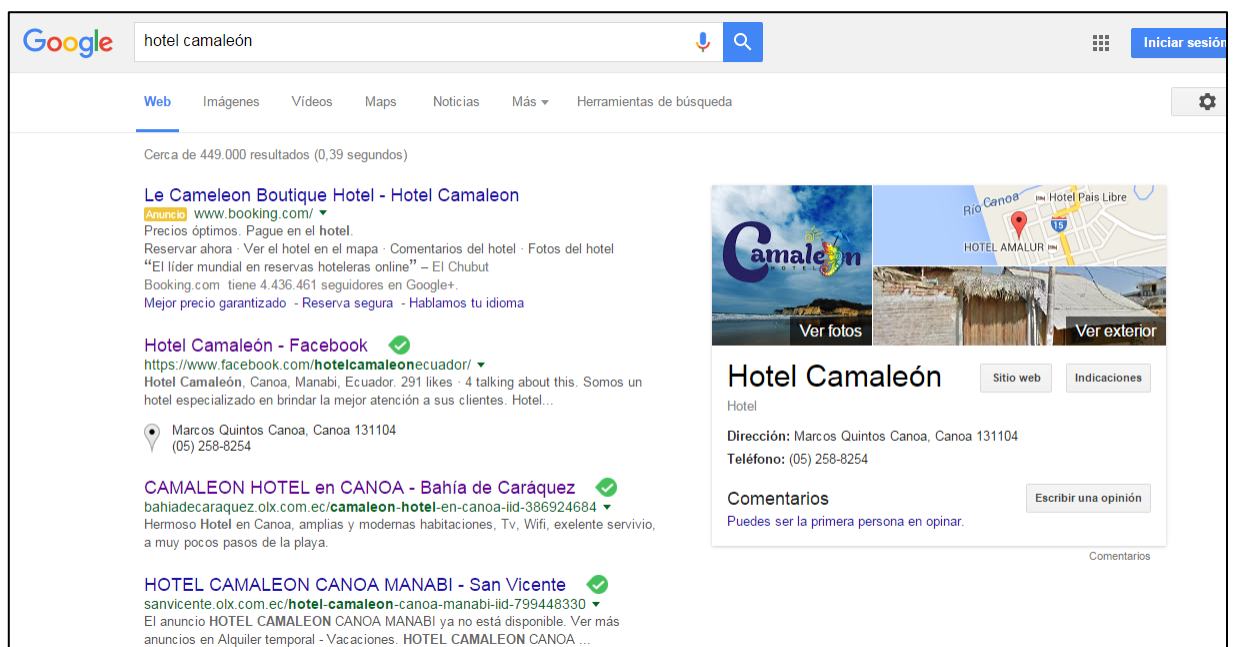 Google
hotel camaleón
Iniciar sesión
Web Imágenes Vídeos Maps Noticias Más Herramientas de búsqueda
Cerca de 449.000 resultados (0,39 segundos)
Le Cameleon Boutique Hotel - Hotel Camaleon
Anuncio www.booking.com/
Precios óptimos. Pague en el hotel.
Reservar ahora · Ver el hotel en el mapa · Comentarios del hotel · Fotos del hotel
“El líder mundial en reservas hoteleras online” – El Chubut
Booking.com tiene 4.436.461 seguidores en Google+.
Mejor precio garantizado - Reserva segura - Hablamos tu idioma
Hotel Camaleón - Facebook
https://www.facebook.com/hotelcamaleonecuador/
Hotel Camaleón, Canoa, Manabi, Ecuador. 291 likes · 4 talking about this. Somos un
hotel especializado en brindar la mejor atención a sus clientes. Hotel...
Marcos Quintos Canoa, Canoa 131104
(05) 258-8254
CAMALEON HOTEL en CANOA - Bahía de Caráquez
bahiadecaraquez.olx.com.ec/camaleon-hotel-en-canoa-iid-386924684
Hermoso Hotel en Canoa, amplias y modernas habitaciones, Tv, Wifi, exelente servivio,
a muy pocos pasos de la playa.
HOTEL CAMALEON CANOA MANABI - San Vicente
sanvicente.olx.com.ec/hotel-camaleon-canoa-manabi-iid-799448330
El anuncio HOTEL CAMALEON CANOA MANABI ya no está disponible. Ver más
anuncios en Alquiler temporal - Vacaciones. HOTEL CAMALEON CANOA ...
Camaleon
HOTEL
Ver fotos
Río Canoa
Hotel Pais Libre
15
HOTEL AMALUR
Ver exterior
Hotel Camaleón
Sitio web
Indicaciones
Hotel
Dirección: Marcos Quintos Canoa, Canoa 131104
Teléfono: (05) 258-8254
Comentarios
Escribir una opinión
Puedes ser la primera persona en opinar.
Comentarios